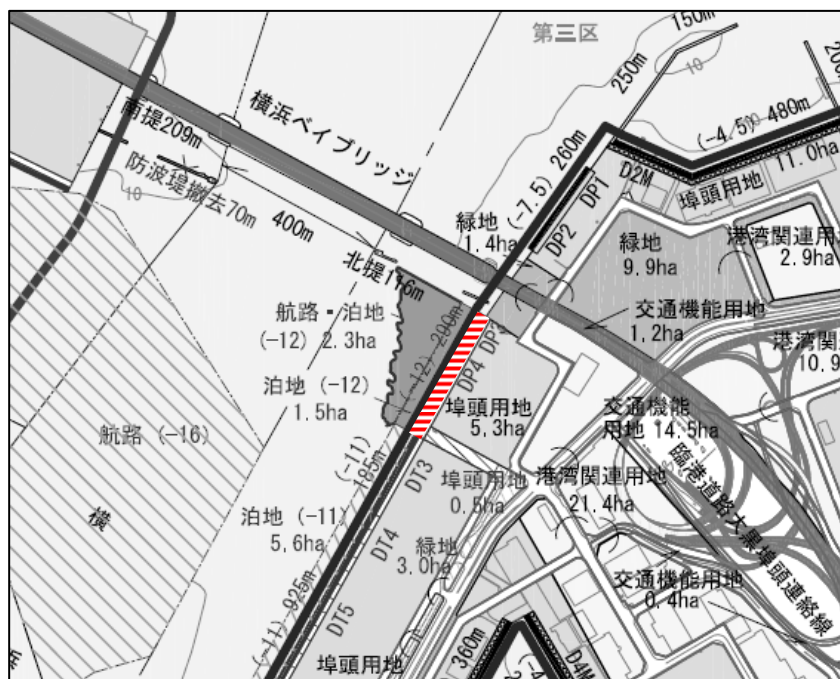 第三区
150m
250m
10
南提209m
横浜ベイブリッジ
防波堤撤去70m
10
400m
北提116m
(-7.5) 260m
(-4.5) 480m
10
D2M
DP1
DP2
埠頭用地
11.0ha
緑地
1.4ha
緑地
9.9ha
港湾関連用
2.9ha
交通機能用地
1.2ha
港湾関
10.9
航路・泊地
(-12) 2.3ha
(-12) 290m
DP3
DP4
泊地 (-12)
1.5ha
埠頭用地
5.3ha
交通機能
用地 14.5ha
航路 (-16)
横
(-11)
185m
DT3
埠頭用地
0.5ha
港湾関連用地
21.4ha
臨港道路大黒埠頭連絡線
泊地 (-11)
5.6ha
DT4
緑地
3.0ha
交通機能用地
0.4ha
(-11) 925m
DT5
埠頭用地
360m
D4M